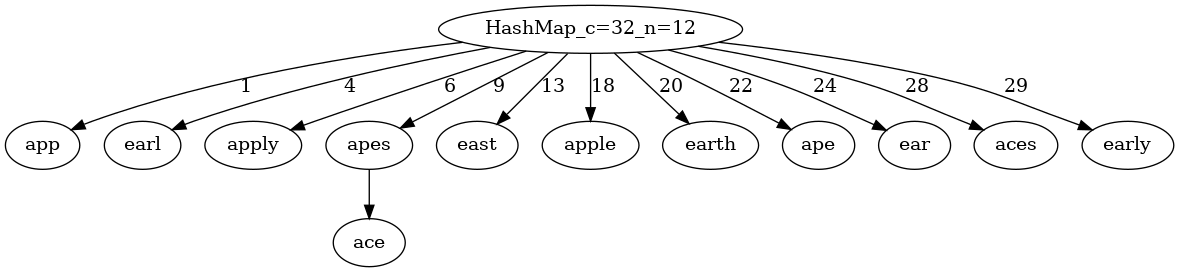 HashMap_c=32_n=12
1 4 6 9 13 18 20 22 24 28 29
app earl apply apes east apple earth ape ear aces early
ace